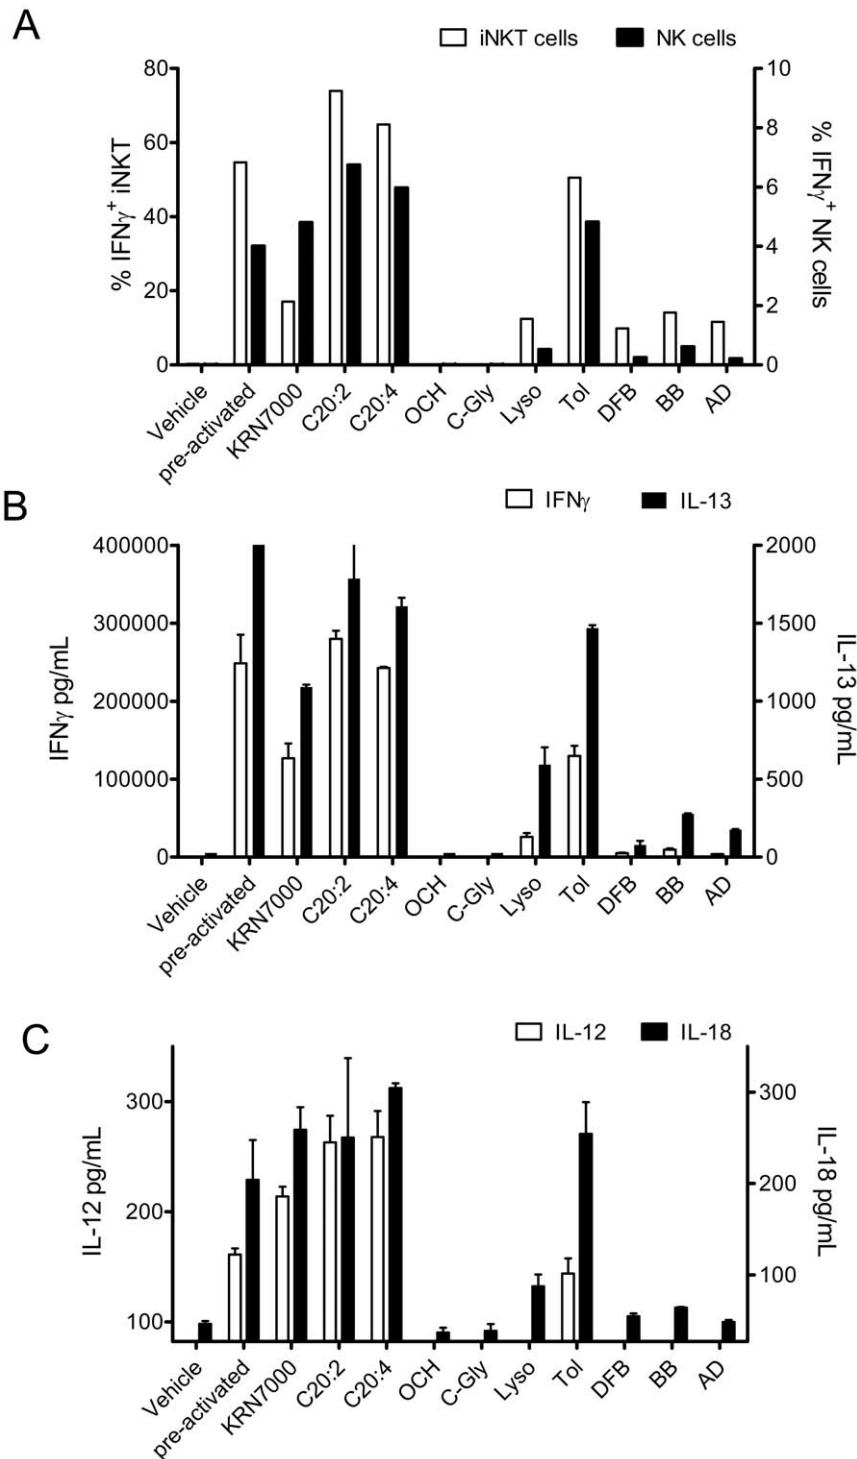 A
iNKT cells NK cells
% IFNγ+ iNKT
80
60
40
20
0
% IFNγ+ NK cells
10
8
6
4
2
0
Vehicle pre-activated KRN7000 C20:2 C20:4 OCH C-Gly Lyso Tol DFB BB AD
B
IFNγ IL-13
IFNγ pg/mL
400000
300000
200000
100000
0
IL-13 pg/mL
2000
1500
1000
500
0
Vehicle pre-activated KRN7000 C20:2 C20:4 OCH C-Gly Lyso Tol DFB BB AD
C
IL-12 IL-18
IL-12 pg/mL
300
200
100
IL-18 pg/mL
300
200
100
Vehicle pre-activated KRN7000 C20:2 C20:4 OCH C-Gly Lyso Tol DFB BB AD